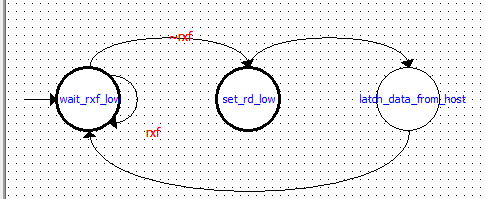 ~rxf
wait_rxf_low
set_rd_low
latch_data_from_host
rxf